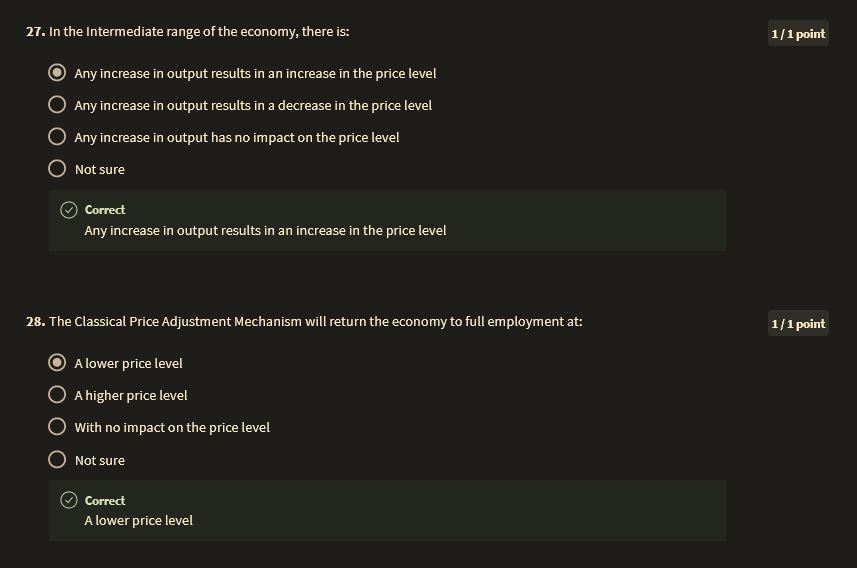 27. In the Intermediate range of the economy, there is:
1 / 1 point
Any increase in output results in an increase in the price level
Any increase in output results in a decrease in the price level
Any increase in output has no impact on the price level
Not sure
Correct
Any increase in output results in an increase in the price level
28. The Classical Price Adjustment Mechanism will return the economy to full employment at:
1 / 1 point
A lower price level
A higher price level
With no impact on the price level
Not sure
Correct
A lower price level